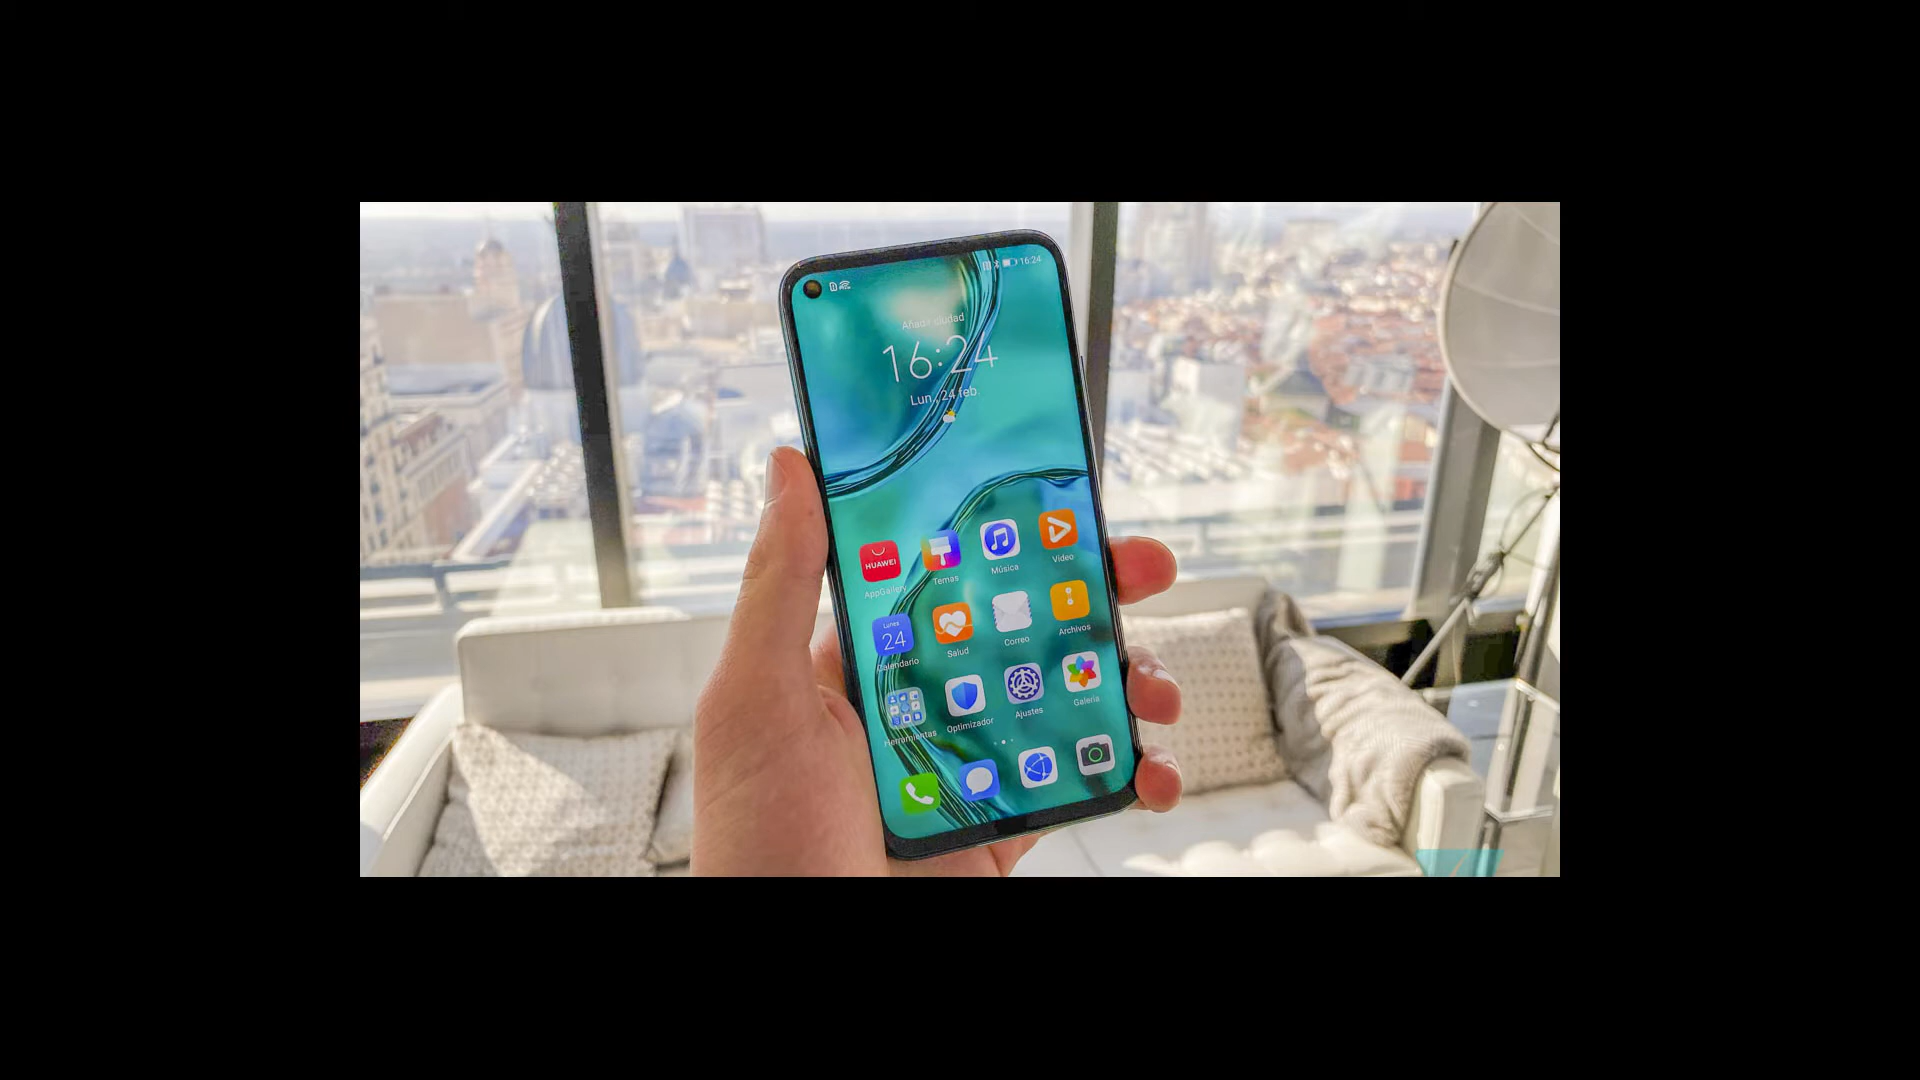 16:24
Añadir ciudad
16:24
Lun., 24 feb.
HUAWEI
AppGallery
Temas
Música
Vídeo
Lunes
24
Calendario
Salud
Correo
Archivos
Herramientas
Optimizador
Ajustes
Galería